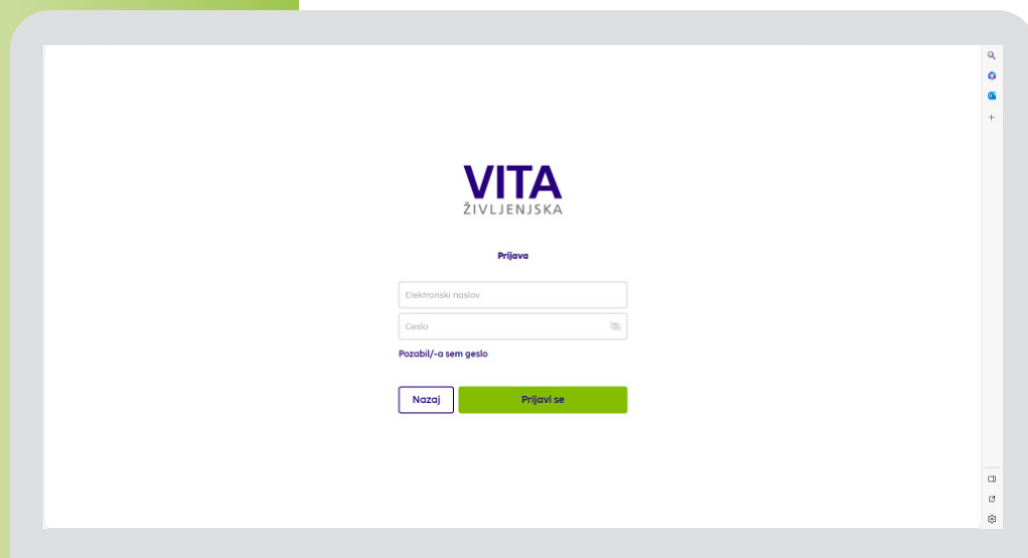 VITA
ŽIVLJENJSKA
Prijava
Elektronski naslov
Geslo
Pozabil/-a sem geslo
Nazaj
Prijavi se